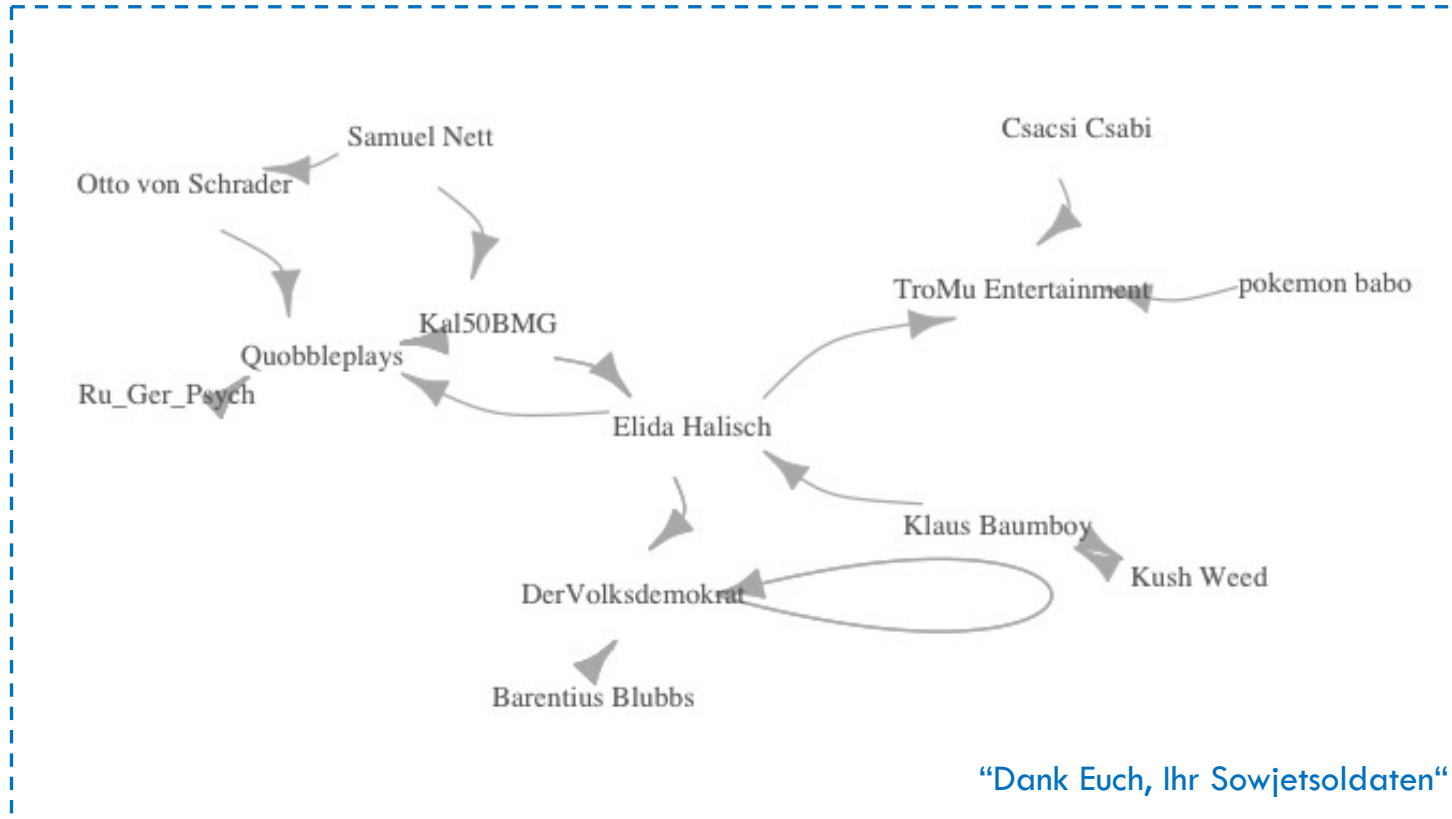 Samuel Nett
Csacsi Csabi
Otto von Schrader
TroMu Entertainment
pokemon babo
Kal50BMG
Quobbleplays
Ru_Ger_Psych
Elida Halisch
Klaus Baumboy
Kush Weed
DerVolksdemokrat
Barentius Blubbs
“Dank Euch, Ihr Sowjetsoldaten“